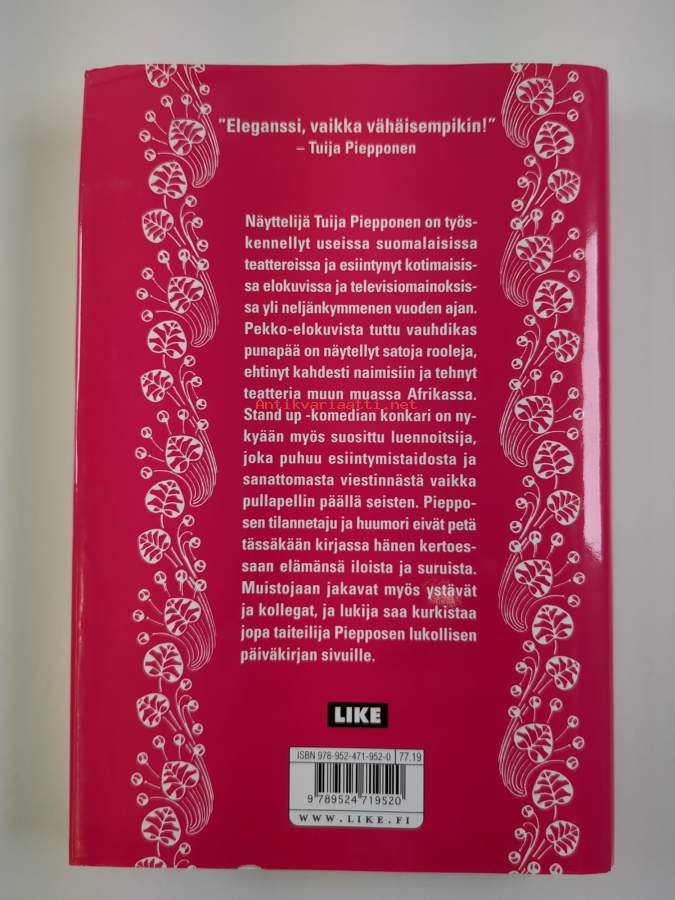 "Eleganssi, vaikka vähäisempikin!"
– Tuija Piepponen
Näyttelijä Tuija Piepponen on työs-
kennellyt useissa suomalaisissa
teattereissa ja esiintynyt kotimaisis-
sa elokuvissa ja televisiomainoksis-
sa yli neljänkymmenen vuoden ajan.
Pekko-elokuvista tuttu vauhdikas
punapää on näytellyt satoja rooleja,
ehtinyt kahdesti naimisiin ja tehnyt
teatteria muun muassa Afrikassa.
Antikvariaatti.net
Stand up -komedian konkari on ny-
kyään myös suosittu luennoitsija,
joka puhuu esiintymistaidosta ja
sanattomasta viestinnästä vaikka
pullapellin päällä seisten. Pieppo-
sen tilannetaju ja huumori eivät petä
tässäkään kirjassa hänen kertoes-
saan elämänsä iloista ja suruista.
Muistojaan jakavat myös ystävät
ja kollegat, ja lukija saa kurkistaa
jopa taiteilija Piepposen lukollisen
päiväkirjan sivuille.
LIKE
ISBN 978-952-471-952-0 77.19
9 789524 719520
WWW.LIKE.FI